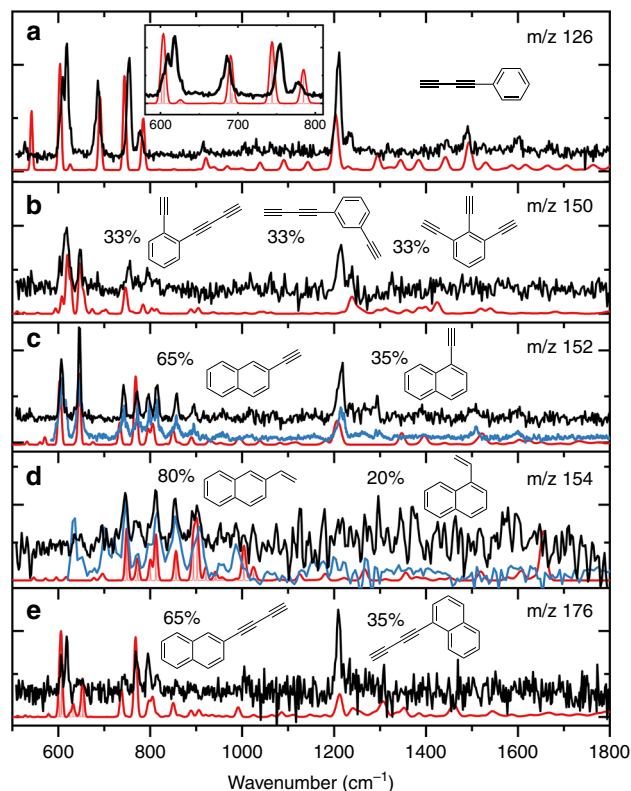 a
m/z 126
600 700 800
b
m/z 150
33%
33%
33%
c
m/z 152
65%
35%
d
m/z 154
80%
20%
e
m/z 176
65%
35%
600 800 1000 1200 1400 1600 1800
Wavenumber (cm⁻¹)